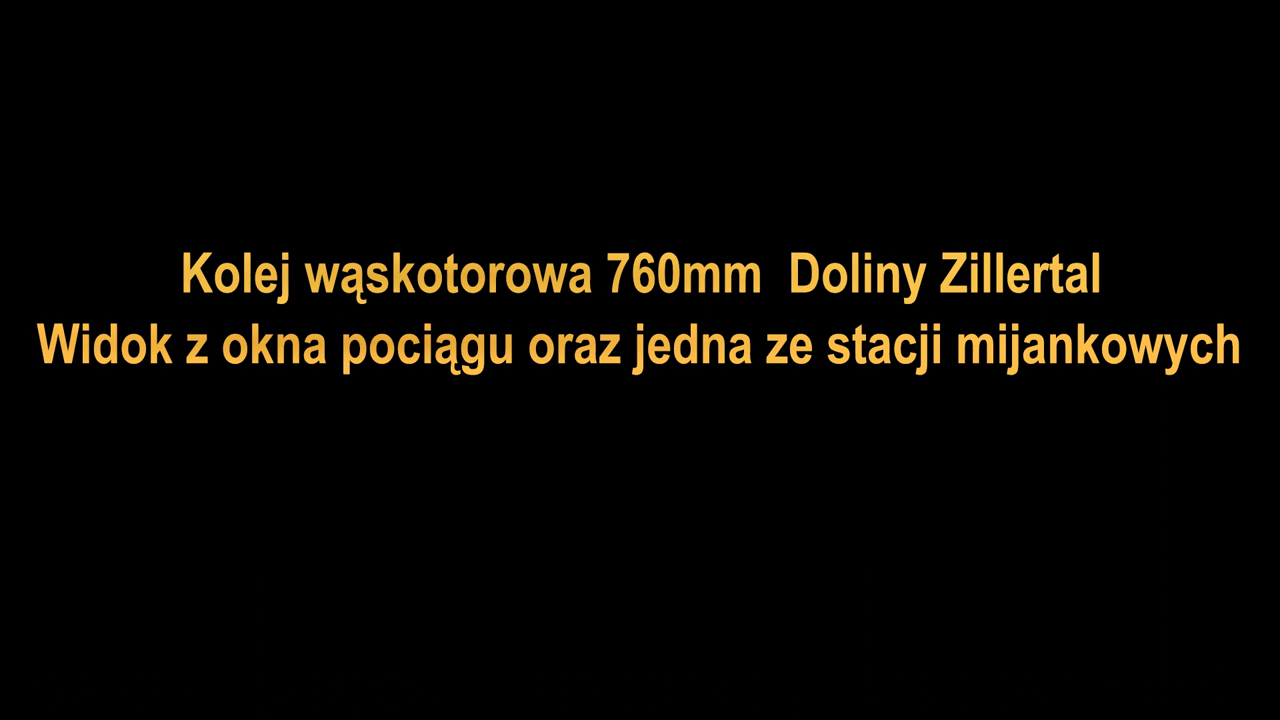 Kolej wąskotorowa 760mm  Doliny Zillertal
Widok z okna pociągu oraz jedna ze stacji mijankowych